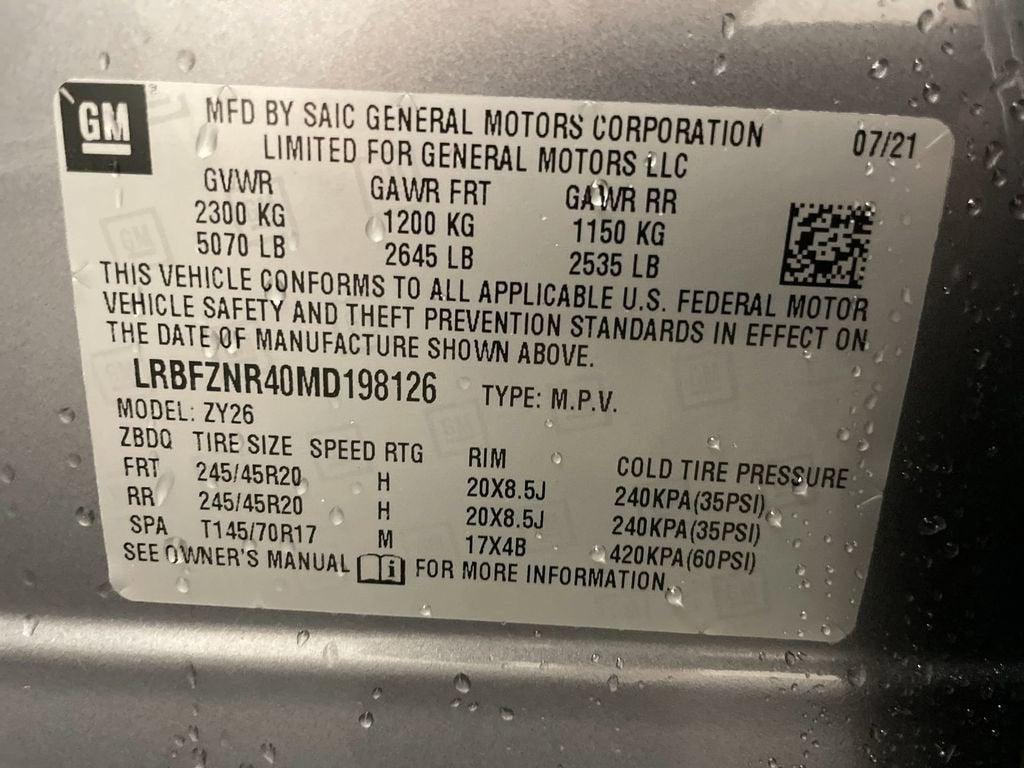 GM
MFD BY SAIC GENERAL MOTORS CORPORATION 07/21
LIMITED FOR GENERAL MOTORS LLC
GVWR GAWR FRT GAWR RR
2300 KG 1200 KG 1150 KG
5070 LB 2645 LB 2535 LB
THIS VEHICLE CONFORMS TO ALL APPLICABLE U.S. FEDERAL MOTOR
VEHICLE SAFETY AND THEFT PREVENTION STANDARDS IN EFFECT ON
THE DATE OF MANUFACTURE SHOWN ABOVE.
LRBFZNR40MD198126 TYPE: M.P.V.
MODEL: ZY26
ZBDQ TIRE SIZE SPEED RTG RIM COLD TIRE PRESSURE
FRT 245/45R20 H 20X8.5J 240KPA(35PSI)
RR 245/45R20 H 20X8.5J 240KPA(35PSI)
SPA T145/70R17 M 17X4B 420KPA(60PSI)
SEE OWNER'S MANUAL i FOR MORE INFORMATION.